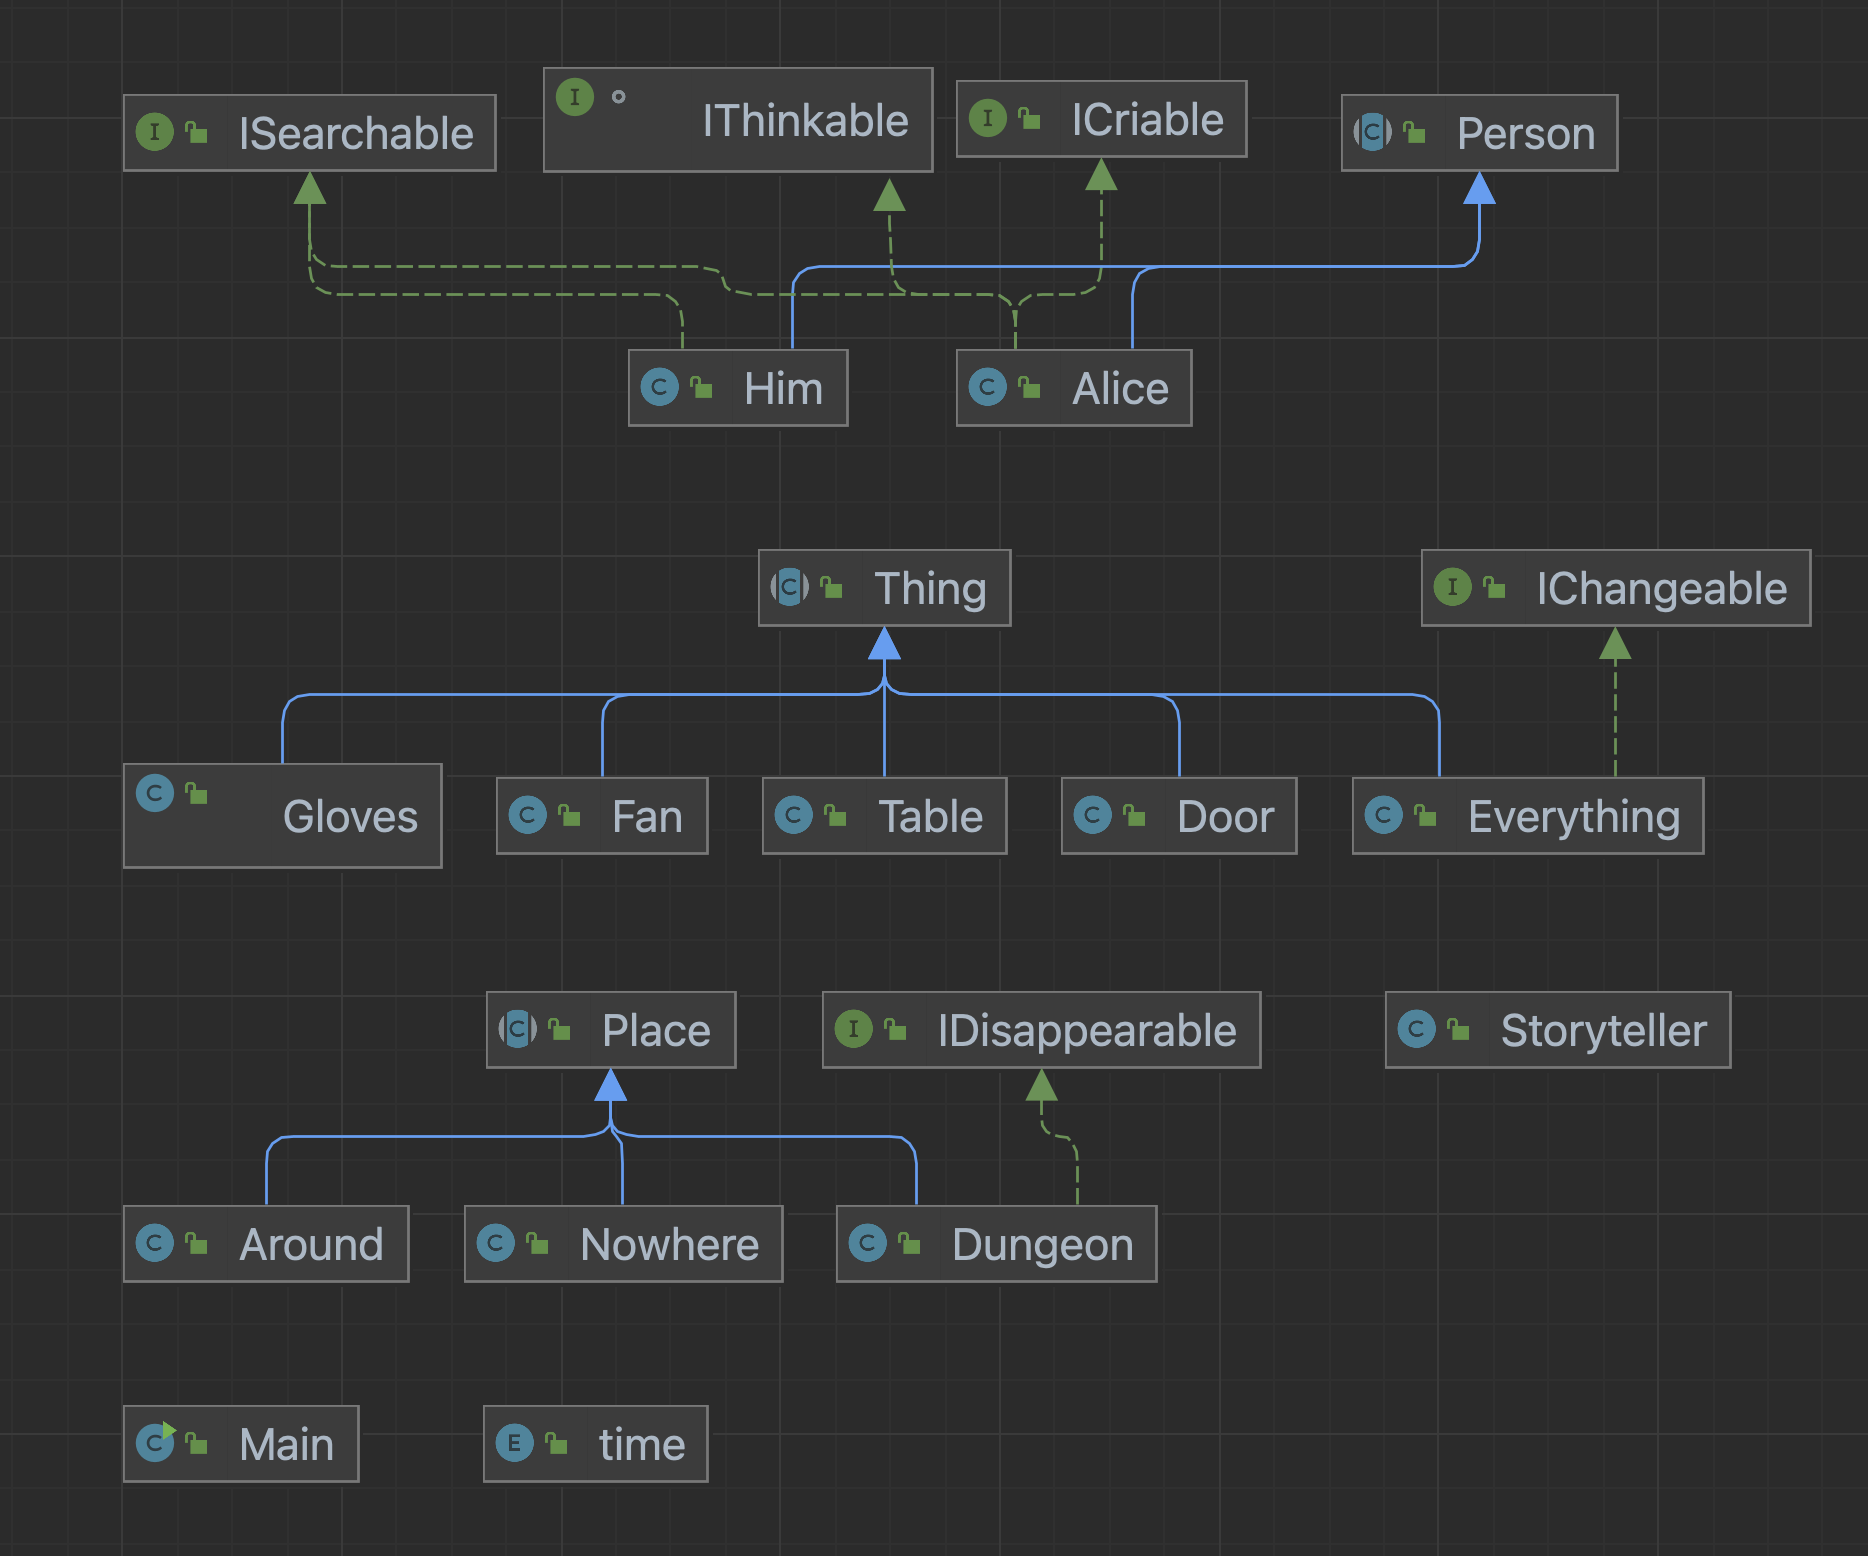 ISearchable
IThinkable
ICriable
Person
Him
Alice
Thing
IChangeable
Gloves
Fan
Table
Door
Everything
Place
IDisappearable
Storyteller
Around
Nowhere
Dungeon
Main
time